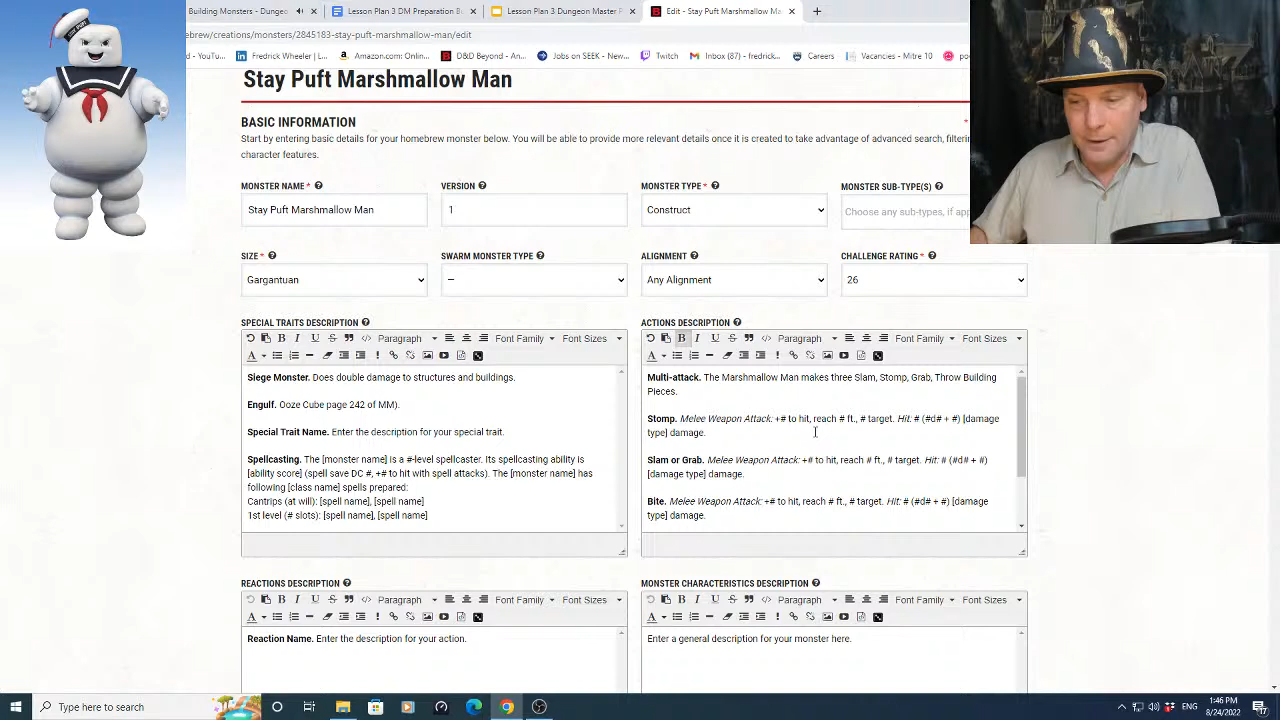 Building Monsters - Dungeo
Lesson Plan 3 DM Preparation B
Lesson Plan 3 Dungeon Master F
Edit - Stay Puft Marshmallow Ma
ebrew/creations/monsters/2845183-stay-puft-marshmallow-man/edit
d - YouTu...
Fredrick Wheeler | ...
Amazon.com: Onlin...
D&D Beyond - An...
Jobs on SEEK - New...
Twitch
Inbox (87) - fredrick...
Careers
Vacancies - Mitre 10
Stay Puft Marshmallow Man
BASIC INFORMATION
Start by entering basic details for your homebrew monster below. You will be able to provide more relevant details once it is created to take advantage of advanced search, filtering
character features.
MONSTER NAME * VERSION MONSTER TYPE * MONSTER SUB-TYPE(S)
Stay Puft Marshmallow Man 1 Construct Choose any sub-types, if app
SIZE * SWARM MONSTER TYPE ALIGNMENT CHALLENGE RATING *
Gargantuan — Any Alignment 26
SPECIAL TRAITS DESCRIPTION
Paragraph Font Family Font Sizes
Siege Monster. Does double damage to structures and buildings.
Engulf. Ooze Cube page 242 of MM).
Special Trait Name. Enter the description for your special trait.
Spellcasting. The [monster name] is a #-level spellcaster. Its spellcasting ability is
[ability score] (spell save DC #, +# to hit with spell attacks). The [monster name] has
following [class name] spells prepared:
Cantrips (at will): [spell name], [spell name]
1st level (# slots): [spell name], [spell name]
ACTIONS DESCRIPTION
Paragraph Font Family Font Sizes
Multi-attack. The Marshmallow Man makes three Slam, Stomp, Grab, Throw Building
Pieces.
Stomp. Melee Weapon Attack: +# to hit, reach # ft., # target. Hit: # (#d# + #) [damage
type] damage.
Slam or Grab. Melee Weapon Attack: +# to hit, reach # ft., # target. Hit: # (#d# + #)
[damage type] damage.
Bite. Melee Weapon Attack: +# to hit, reach # ft., # target. Hit: # (#d# + #) [damage
type] damage.
REACTIONS DESCRIPTION
Paragraph Font Family Font Sizes
Reaction Name. Enter the description for your action.
MONSTER CHARACTERISTICS DESCRIPTION
Paragraph Font Family Font Sizes
Enter a general description for your monster here.
Type here to search
ENG
1:46 PM
8/24/2022
17